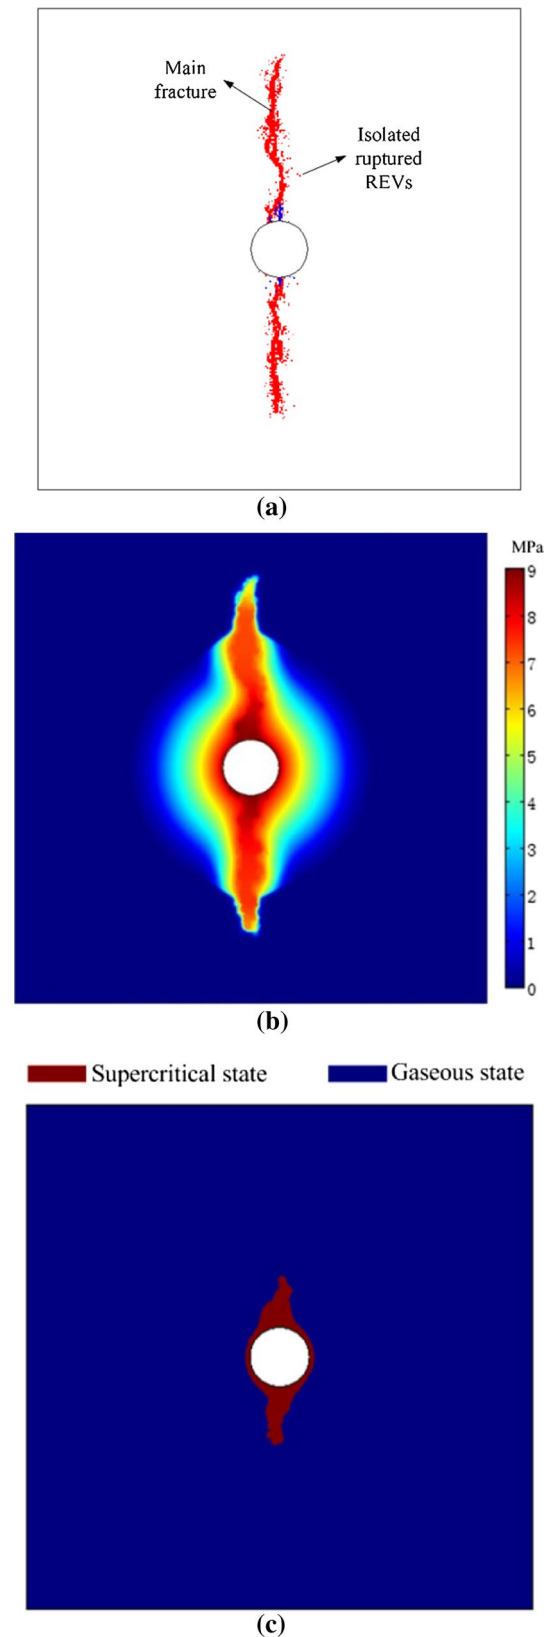 Main
fracture
Isolated
ruptured
REVs
(a)
MPa
9
8
7
6
5
4
3
2
1
0
(b)
Supercritical state
Gaseous state
(c)